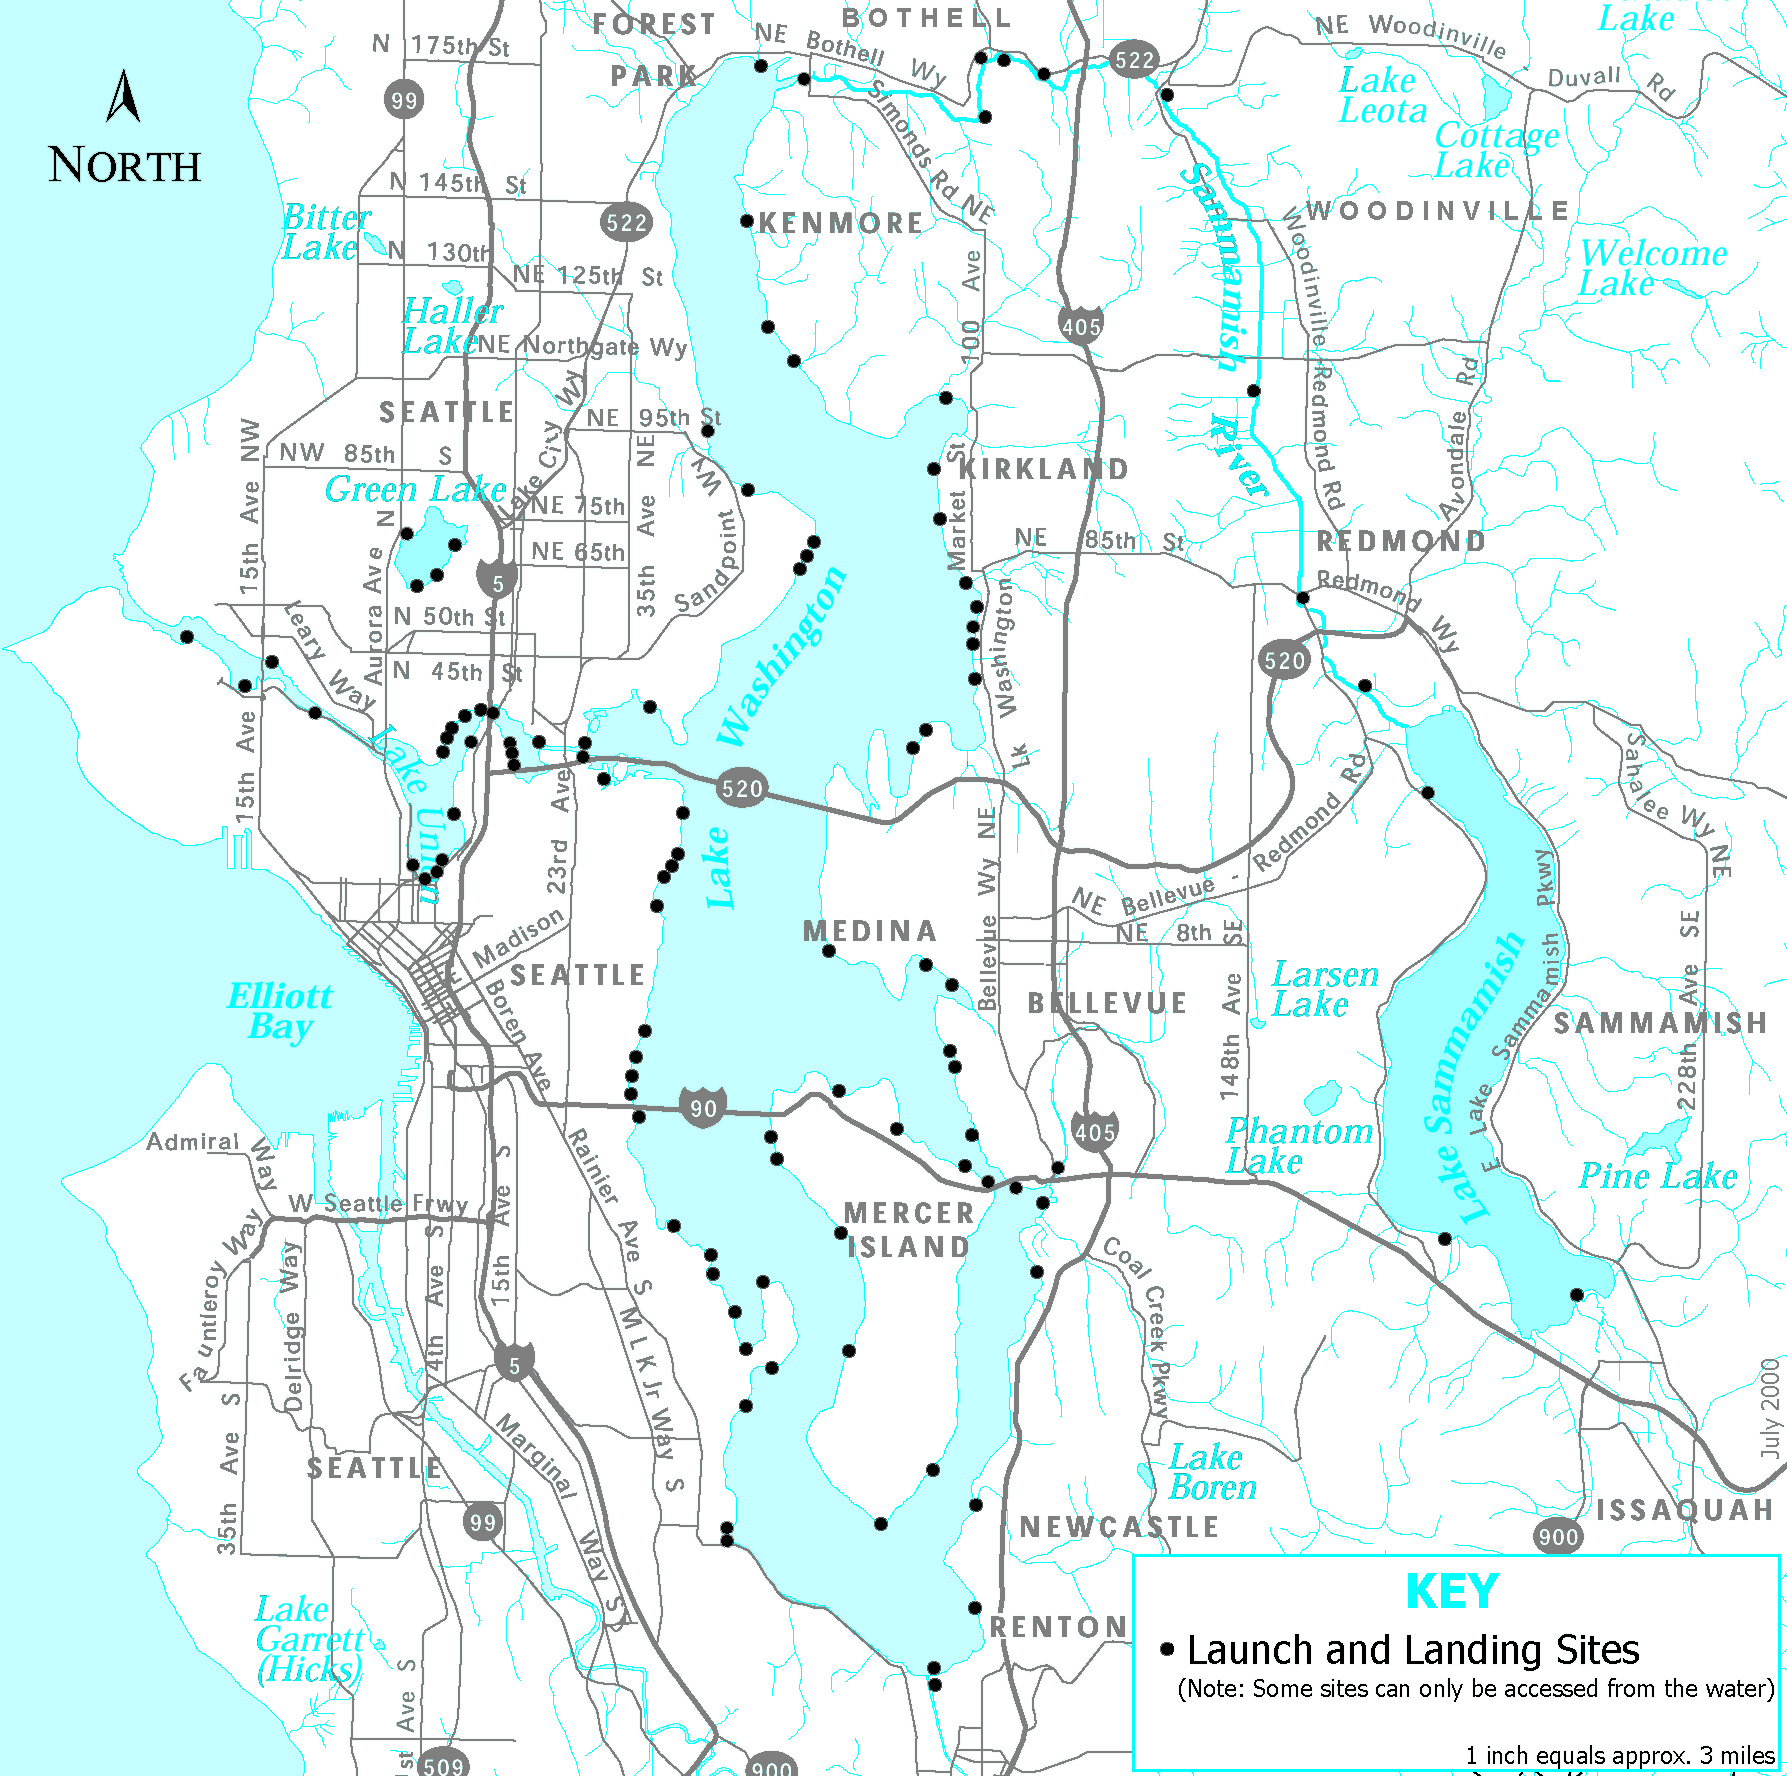 FOREST
PARK
BOTHELL
NE Bothell Wy
522
NE Woodinville
Duvall Rd
Lake
N 175th St
99
NORTH
Lake
Leota
Cottage
Lake
Simonds Rd NE
N 145th St
522
KENMORE
Sammamish
River
WOODINVILLE
Bitter
Lake
N 130th
NE 125th St
Welcome
Lake
Haller
Lake
NE Northgate Wy
100 Ave
405
Woodinville-Redmond Rd
Avondale Rd
SEATTLE
Lake City Wy
NE 95th St
15th Ave NW
NW 85th S
Green Lake
NE 75th
NE 65th
35th Ave NE
Sandpoint Wy
Market St
KIRKLAND
NE 85th St
REDMOND
Redmond Wy
Aurora Ave N
5
N 50th St
N 45th St
Leary Way
Lake Washington
Lk Washington
520
15th Ave
Lake Union
520
23rd Ave
Bellevue Wy NE
NE Bellevue - Redmond Rd
NE 8th
Sahalee Wy NE
E Lake Sammamish Pkwy
MEDINA
E Madison
SEATTLE
Boren Ave
Elliott
Bay
BELLEVUE
148th Ave SE
Larsen
Lake
Lake Sammamish
SAMMAMISH
228th Ave SE
90
405
Phantom
Lake
Pine Lake
Admiral Way
W Seattle Frwy
Rainier Ave S
15th Ave S
4th Ave S
MERCER
ISLAND
Coal Creek Pkwy
Fauntleroy Way
Delridge Way
M L K Jr Way S
5
35th Ave S
SEATTLE
Marginal Way S
99
Lake
Boren
NEWCASTLE
ISSAQUAH
900
July 2000
Lake
Garrett
(Hicks)
1st Ave S
RENTON
509
900
KEY
Launch and Landing Sites
(Note: Some sites can only be accessed from the water)
1 inch equals approx. 3 miles